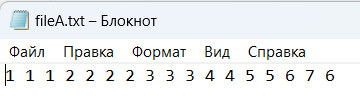 fileA.txt – Блокнот
Файл Правка Формат Вид Справка
1 1 1 2 2 2 2 3 3 3 4 4 5 5 6 7 6